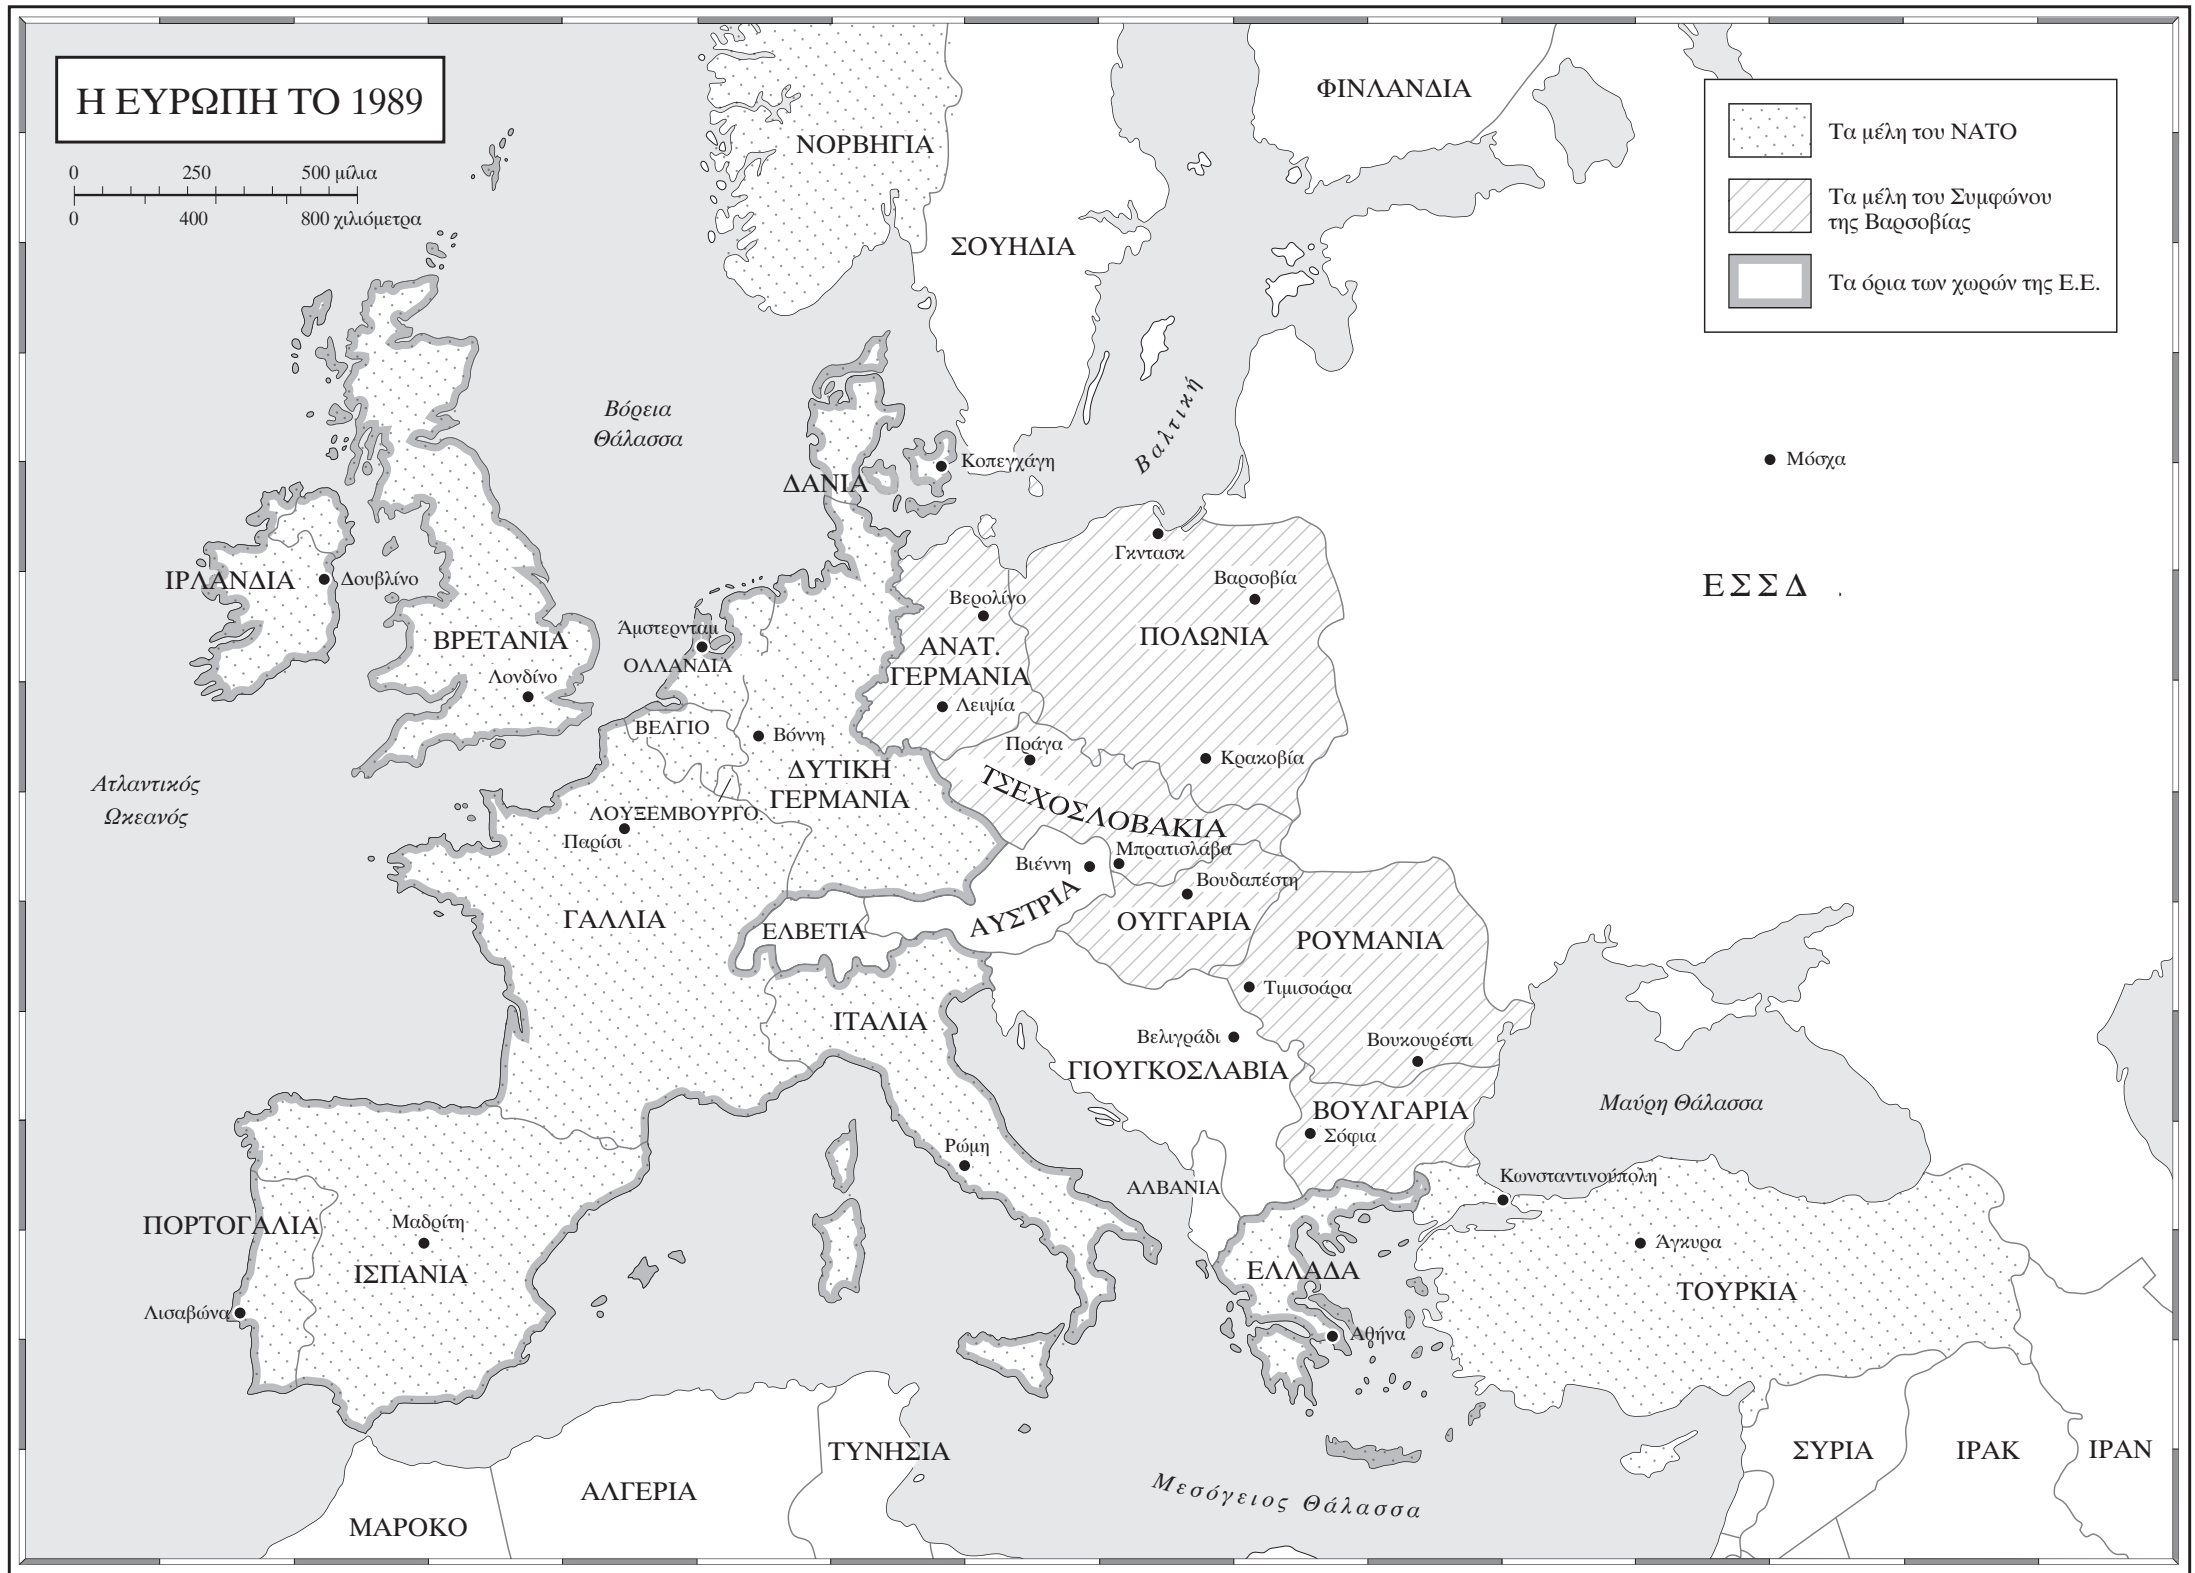 Η ΕΥΡΩΠΗ ΤΟ 1989
0 250 500 μίλια
0 400 800 χιλιόμετρα
Τα μέλη του ΝΑΤΟ
Τα μέλη του Συμφώνου
της Βαρσοβίας
Τα όρια των χωρών της Ε.Ε.
ΦΙΝΛΑΝΔΙΑ
ΝΟΡΒΗΓΙΑ
ΣΟΥΗΔΙΑ
Βόρεια
Θάλασσα
Βαλτική
Κοπεγχάγη
Μόσχα
ΔΑΝΙΑ
Γκντασκ
ΙΡΛΑΝΔΙΑ
Δουβλίνο
Βαρσοβία
ΕΣΣΔ
Βερολίνο
ΒΡΕΤΑΝΙΑ
Άμστερνταμ
ΟΛΛΑΝΔΙΑ
ΑΝΑΤ.
ΓΕΡΜΑΝΙΑ
ΠΟΛΩΝΙΑ
Λονδίνο
Λειψία
ΒΕΛΓΙΟ
Βόννη
Πράγα
Κρακοβία
Ατλαντικός
Ωκεανός
ΔΥΤΙΚΗ
ΓΕΡΜΑΝΙΑ
ΤΣΕΧΟΣΛΟΒΑΚΙΑ
ΛΟΥΞΕΜΒΟΥΡΓΟ
Παρίσι
Βιέννη
Μπρατισλάβα
Βουδαπέστη
ΓΑΛΛΙΑ
ΕΛΒΕΤΙΑ
ΑΥΣΤΡΙΑ
ΟΥΓΓΑΡΙΑ
ΡΟΥΜΑΝΙΑ
Τιμισοάρα
ΙΤΑΛΙΑ
Βελιγράδι
Βουκουρέστι
ΓΙΟΥΓΚΟΣΛΑΒΙΑ
ΒΟΥΛΓΑΡΙΑ
Μαύρη Θάλασσα
Σόφια
Ρώμη
ΑΛΒΑΝΙΑ
Κωνσταντινούπολη
ΠΟΡΤΟΓΑΛΙΑ
Μαδρίτη
ΙΣΠΑΝΙΑ
Άγκυρα
ΕΛΛΑΔΑ
ΤΟΥΡΚΙΑ
Λισαβώνα
Αθήνα
ΤΥΝΗΣΙΑ
ΣΥΡΙΑ
ΙΡΑΚ
ΙΡΑΝ
ΑΛΓΕΡΙΑ
Μεσόγειος Θάλασσα
ΜΑΡΟΚΟ